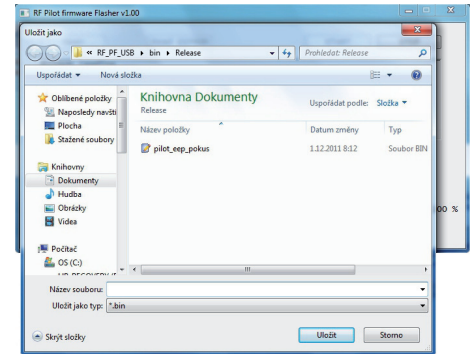 RF Pilot firmware Flasher v1.00
Uložit jako
« RF_PF_USB ▸ bin ▸ Release
Prohledat: Release
Uspořádat
Nová složka
Oblíbené položky
Naposledy navšti
Plocha
Stažené soubory
Knihovny
Dokumenty
Hudba
Obrázky
Videa
Počítač
OS (C:)
Knihovna Dokumenty
Release
Uspořádat podle: Složka
Název položky
Datum změny
Typ
pilot_eep_pokus
1.12.2011 8:12
Soubor BIN
00 %
Název souboru:
Uložit jako typ: *.bin
Skrýt složky
Uložit
Storno